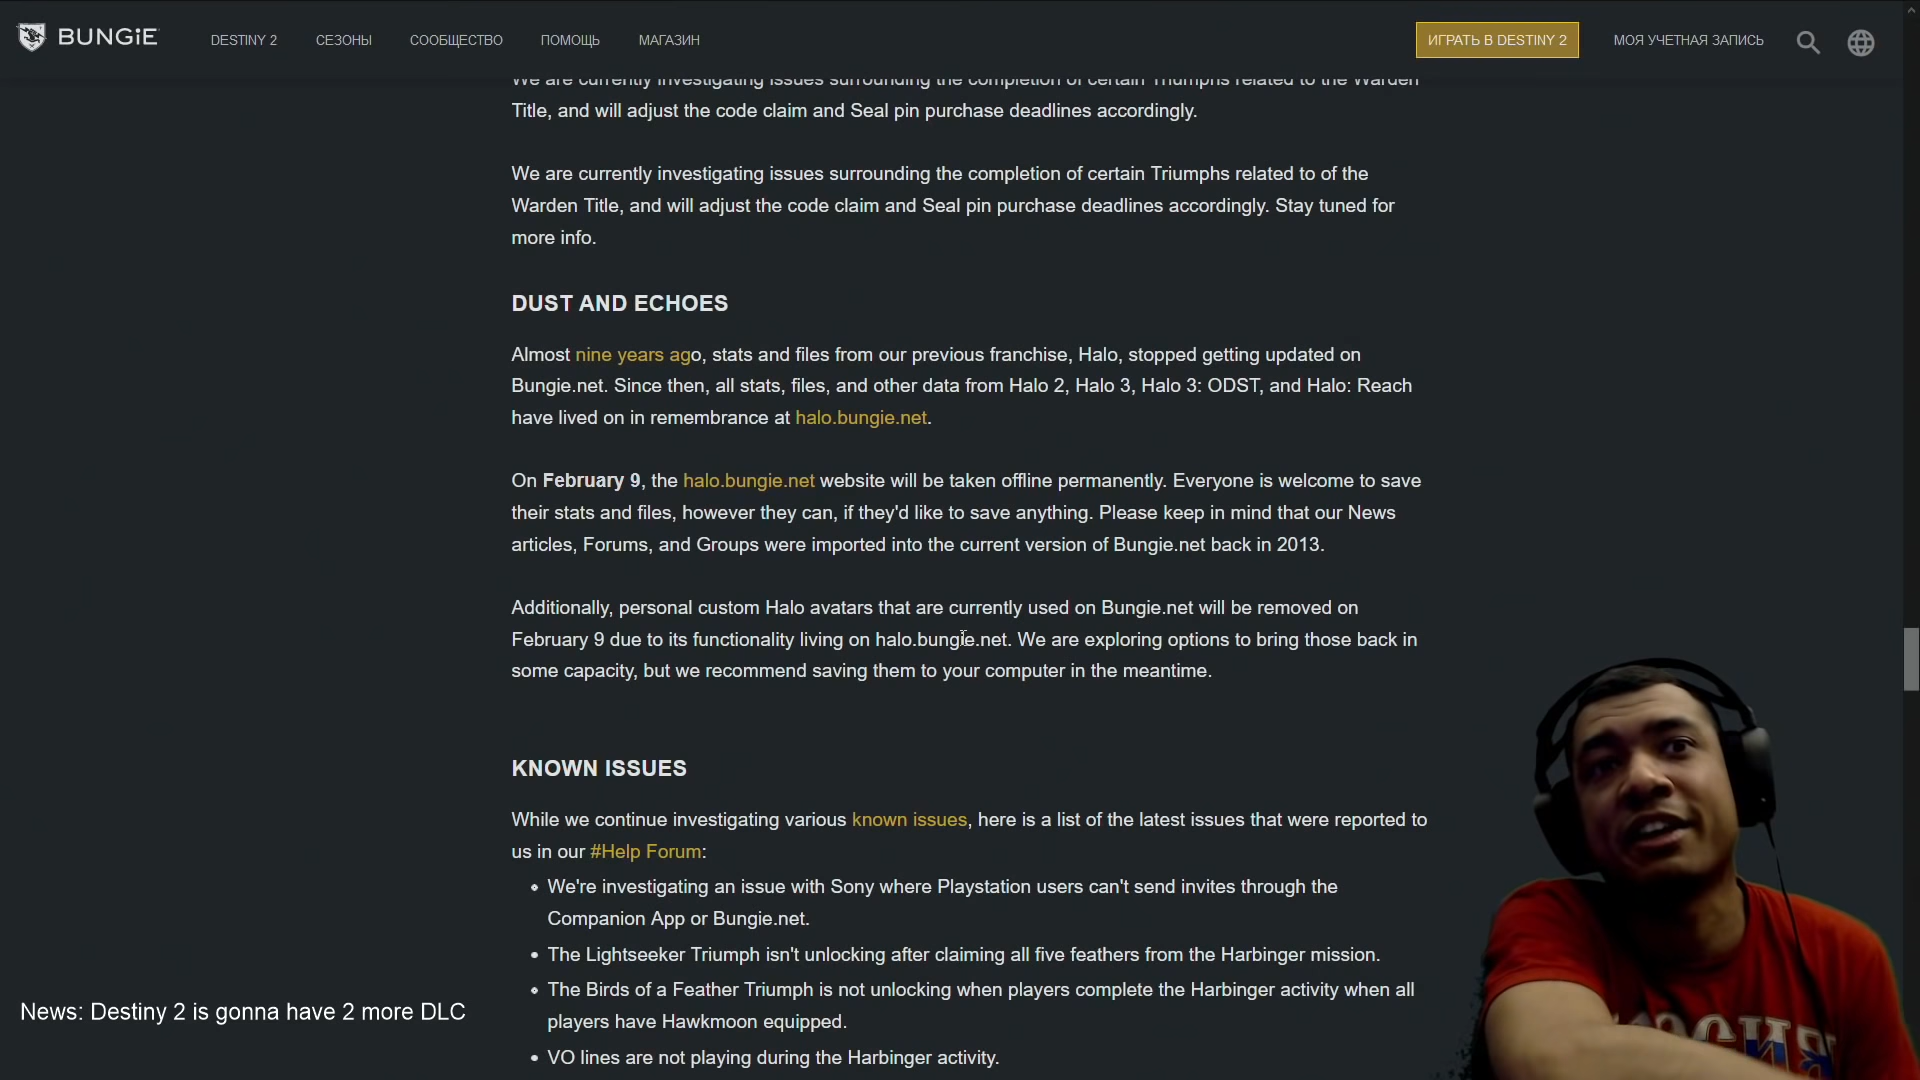 BUNGiE
DESTINY 2
СЕЗОНЫ
СООБЩЕСТВО
ПОМОЩЬ
МАГАЗИН
ИГРАТЬ В DESTINY 2
МОЯ УЧЕТНАЯ ЗАПИСЬ
We are currently investigating issues surrounding the completion of certain Triumphs related to the Warden
Title, and will adjust the code claim and Seal pin purchase deadlines accordingly.
We are currently investigating issues surrounding the completion of certain Triumphs related to of the
Warden Title, and will adjust the code claim and Seal pin purchase deadlines accordingly. Stay tuned for
more info.
DUST AND ECHOES
Almost nine years ago, stats and files from our previous franchise, Halo, stopped getting updated on
Bungie.net. Since then, all stats, files, and other data from Halo 2, Halo 3, Halo 3: ODST, and Halo: Reach
have lived on in remembrance at halo.bungie.net.
On February 9, the halo.bungie.net website will be taken offline permanently. Everyone is welcome to save
their stats and files, however they can, if they'd like to save anything. Please keep in mind that our News
articles, Forums, and Groups were imported into the current version of Bungie.net back in 2013.
Additionally, personal custom Halo avatars that are currently used on Bungie.net will be removed on
February 9 due to its functionality living on halo.bungie.net. We are exploring options to bring those back in
some capacity, but we recommend saving them to your computer in the meantime.
KNOWN ISSUES
While we continue investigating various known issues, here is a list of the latest issues that were reported to
us in our #Help Forum:
• We're investigating an issue with Sony where Playstation users can't send invites through the
Companion App or Bungie.net.
• The Lightseeker Triumph isn't unlocking after claiming all five feathers from the Harbinger mission.
• The Birds of a Feather Triumph is not unlocking when players complete the Harbinger activity when all
players have Hawkmoon equipped.
• VO lines are not playing during the Harbinger activity.
News: Destiny 2 is gonna have 2 more DLC